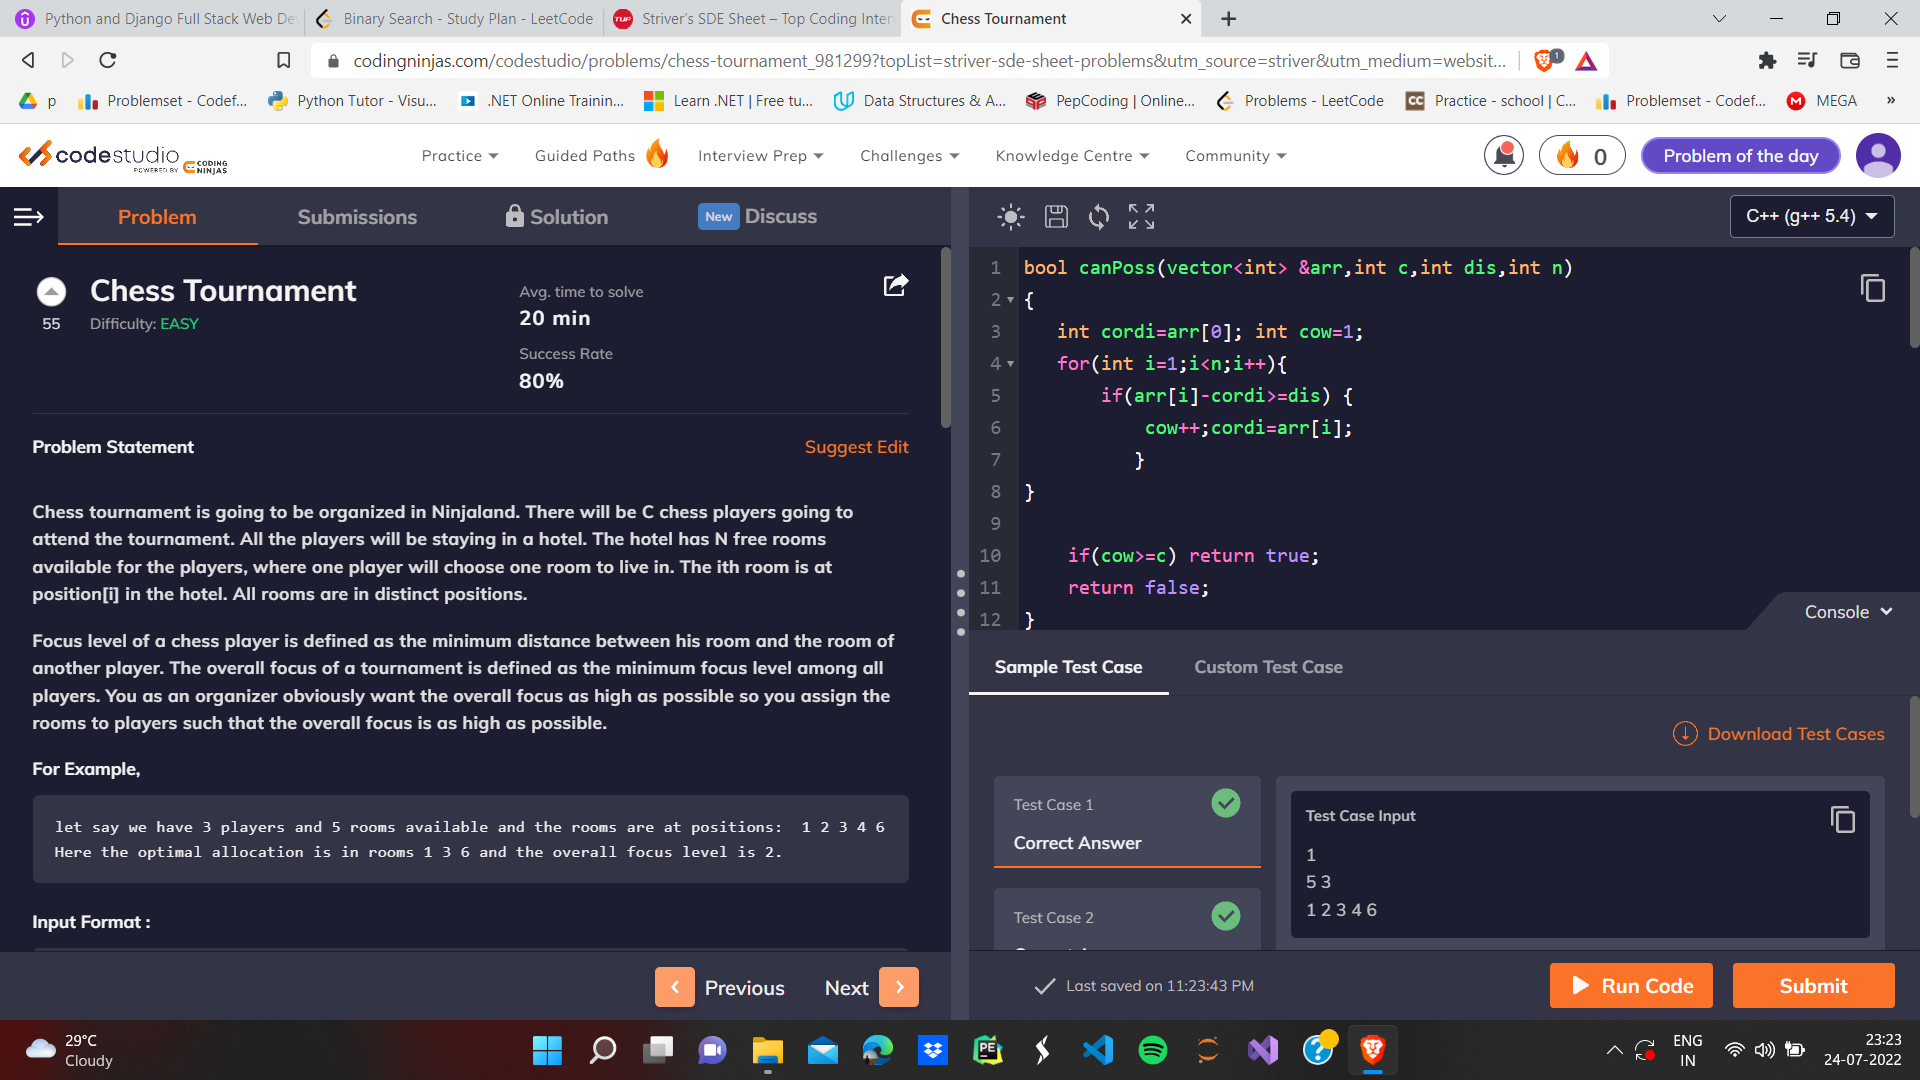 Python and Django Full Stack Web De
Binary Search - Study Plan - LeetCode
Striver's SDE Sheet – Top Coding Inter
Chess Tournament
codingninjas.com/codestudio/problems/chess-tournament_981299?topList=striver-sde-sheet-problems&utm_source=striver&utm_medium=websit...
1
p
Problemset - Codef...
Python Tutor - Visu...
.NET Online Trainin...
Learn .NET | Free tu...
Data Structures & A...
PepCoding | Online...
Problems - LeetCode
CC
Practice - school | C...
Problemset - Codef...
M
MEGA
»
codestudio
POWERED BY CODING NINJAS
Practice
Guided Paths
Interview Prep
Challenges
Knowledge Centre
Community
0
Problem of the day
Problem
Submissions
Solution
New Discuss
C++ (g++ 5.4)
Chess Tournament
55
Difficulty: EASY
Avg. time to solve
20 min
Success Rate
80%
Problem Statement
Suggest Edit
Chess tournament is going to be organized in Ninjaland. There will be C chess players going to
attend the tournament. All the players will be staying in a hotel. The hotel has N free rooms
available for the players, where one player will choose one room to live in. The ith room is at
position[i] in the hotel. All rooms are in distinct positions.
Focus level of a chess player is defined as the minimum distance between his room and the room of
another player. The overall focus of a tournament is defined as the minimum focus level among all
players. You as an organizer obviously want the overall focus as high as possible so you assign the
rooms to players such that the overall focus is as high as possible.
For Example,
let say we have 3 players and 5 rooms available and the rooms are at positions:  1 2 3 4 6
Here the optimal allocation is in rooms 1 3 6 and the overall focus level is 2.
Input Format :
Previous
Next
1 bool canPoss(vector<int> &arr,int c,int dis,int n)
2 {
3 int cordi=arr[0]; int cow=1;
4 for(int i=1;i<n;i++){
5 if(arr[i]-cordi>=dis) {
6 cow++;cordi=arr[i];
7 }
8 }
9
10 if(cow>=c) return true;
11 return false;
12 }
Console
Sample Test Case
Custom Test Case
Download Test Cases
Test Case 1
Correct Answer
Test Case 2
Test Case Input
1
5 3
1 2 3 4 6
Last saved on 11:23:43 PM
Run Code
Submit
29°C
Cloudy
ENG
IN
23:23
24-07-2022